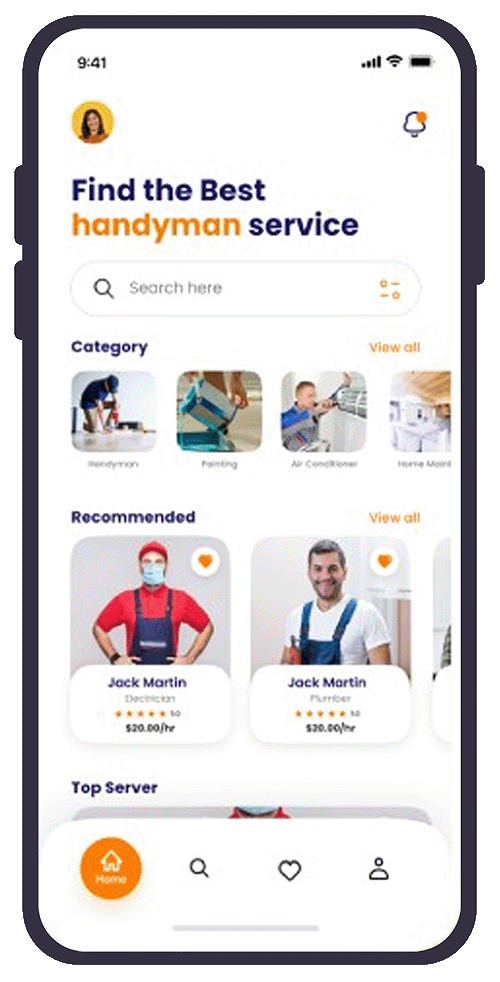 9:41
Find the Best
handyman service
Search here
Category
View all
Handyman
Painting
Air Conditioner
Home Maint
Recommended
View all
Jack Martin
Jack Martin
Electrician
Plumber
5.0
5.0
$20.00/hr
$20.00/hr
Top Server
Home